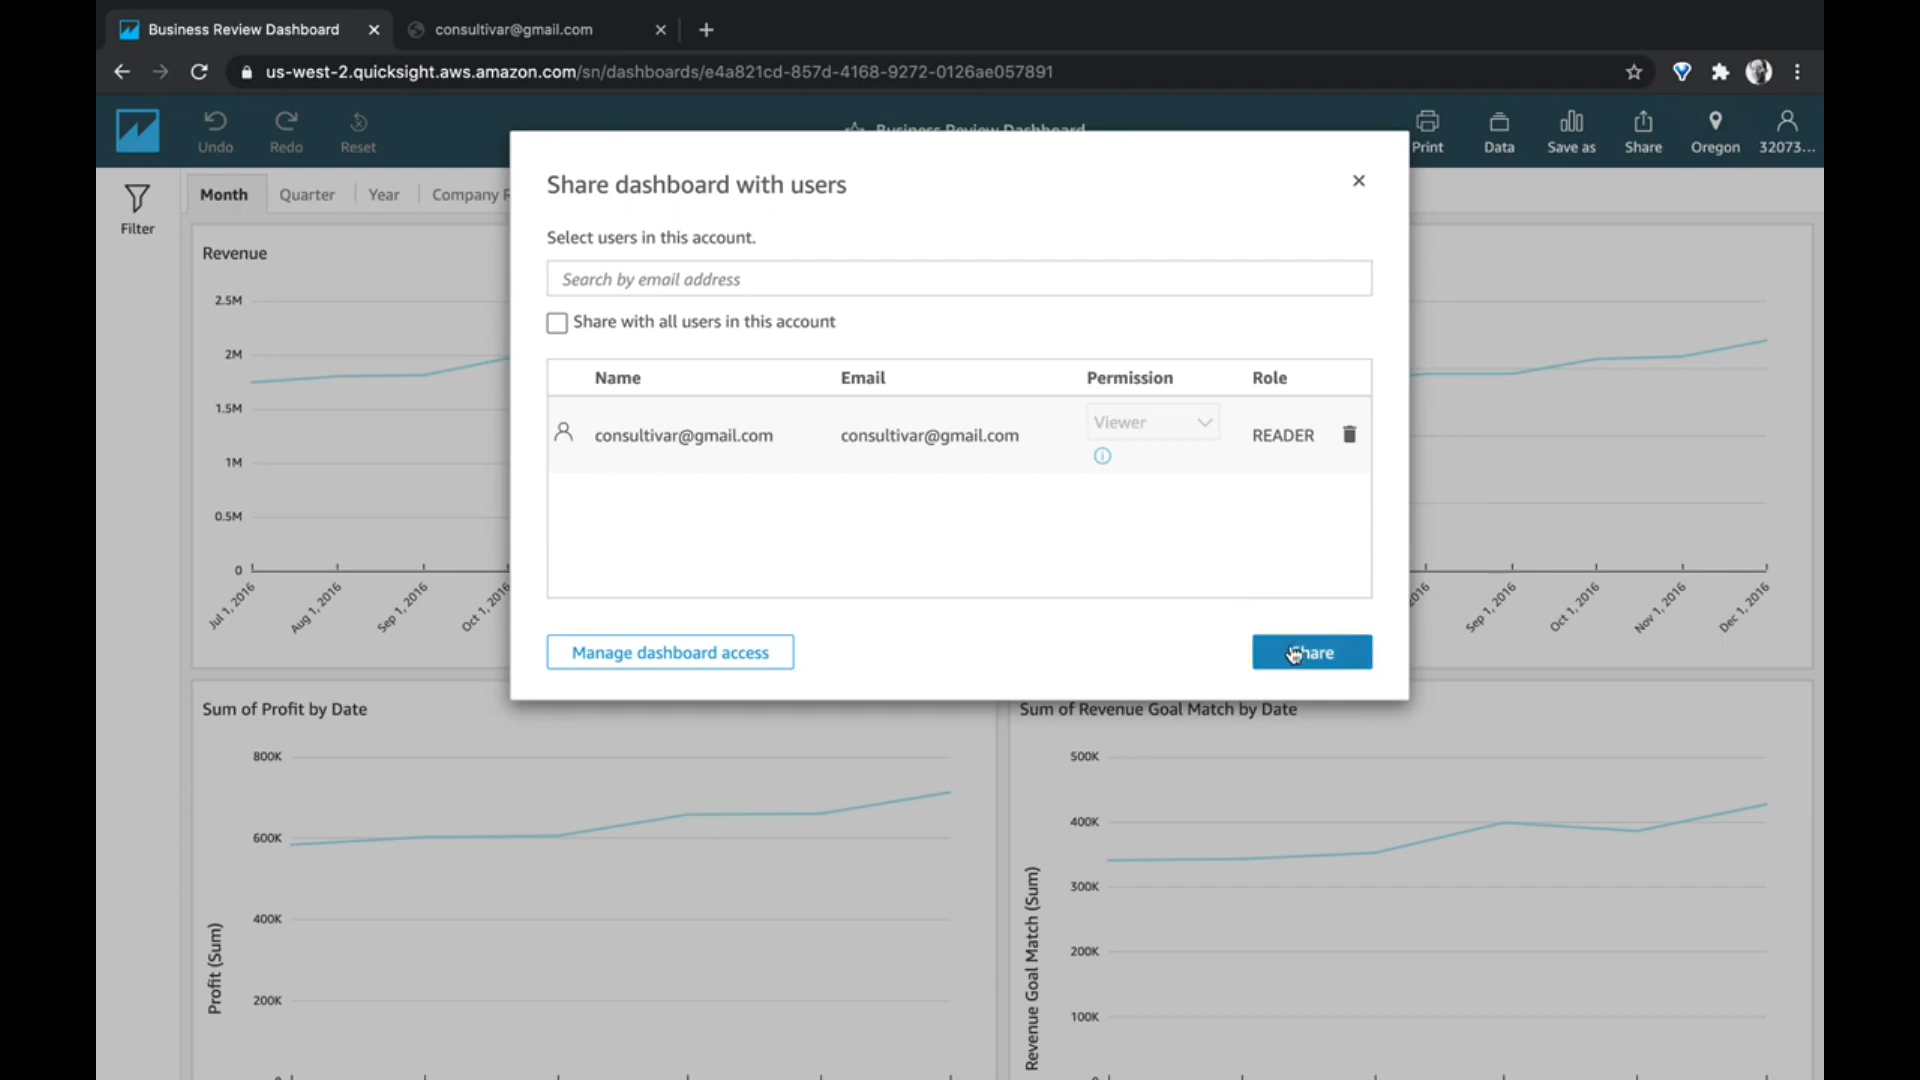 Business Review Dashboard
consultivar@gmail.com
us-west-2.quicksight.aws.amazon.com/sn/dashboards/e4a821cd-857d-4168-9272-0126ae057891
Undo
Redo
Reset
Business Review Dashboard
Print
Data
Save as
Share
Oregon
32073...
Filter
Month
Quarter
Year
Company R
Share dashboard with users
Select users in this account.
Search by email address
Share with all users in this account
Name Email Permission Role
consultivar@gmail.com consultivar@gmail.com Viewer READER
Manage dashboard access
Share
Revenue
2.5M
2M
1.5M
1M
0.5M
0
Jul 1, 2016
Aug 1, 2016
Sep 1, 2016
Oct 1, 2016
2016
Sep 1, 2016
Oct 1, 2016
Nov 1, 2016
Dec 1, 2016
Sum of Profit by Date
800K
600K
400K
200K
Profit (Sum)
Sum of Revenue Goal Match by Date
500K
400K
300K
200K
100K
Revenue Goal Match (Sum)